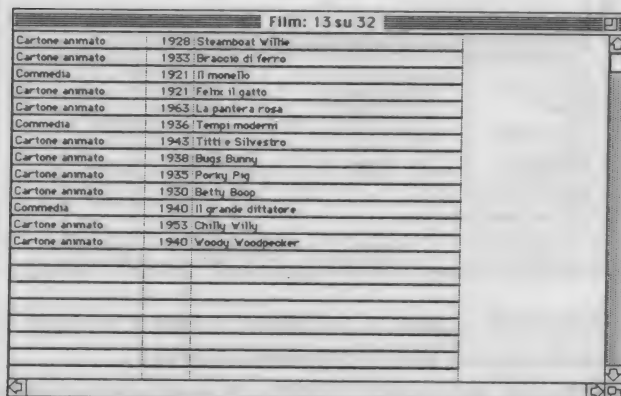 Film: 13 su 32
Cartone animato 1928 Steamboat Willie
Cartone animato 1933 Braccio di ferro
Commedia 1921 Il monello
Cartone animato 1921 Felix il gatto
Cartone animato 1963 La pantera rosa
Commedia 1936 Tempi moderni
Cartone animato 1943 Titti e Silvestro
Cartone animato 1938 Bugs Bunny
Cartone animato 1935 Porky Pig
Cartone animato 1930 Betty Boop
Commedia 1940 Il grande dittatore
Cartone animato 1953 Chilly Willy
Cartone animato 1940 Woody Woodpecker